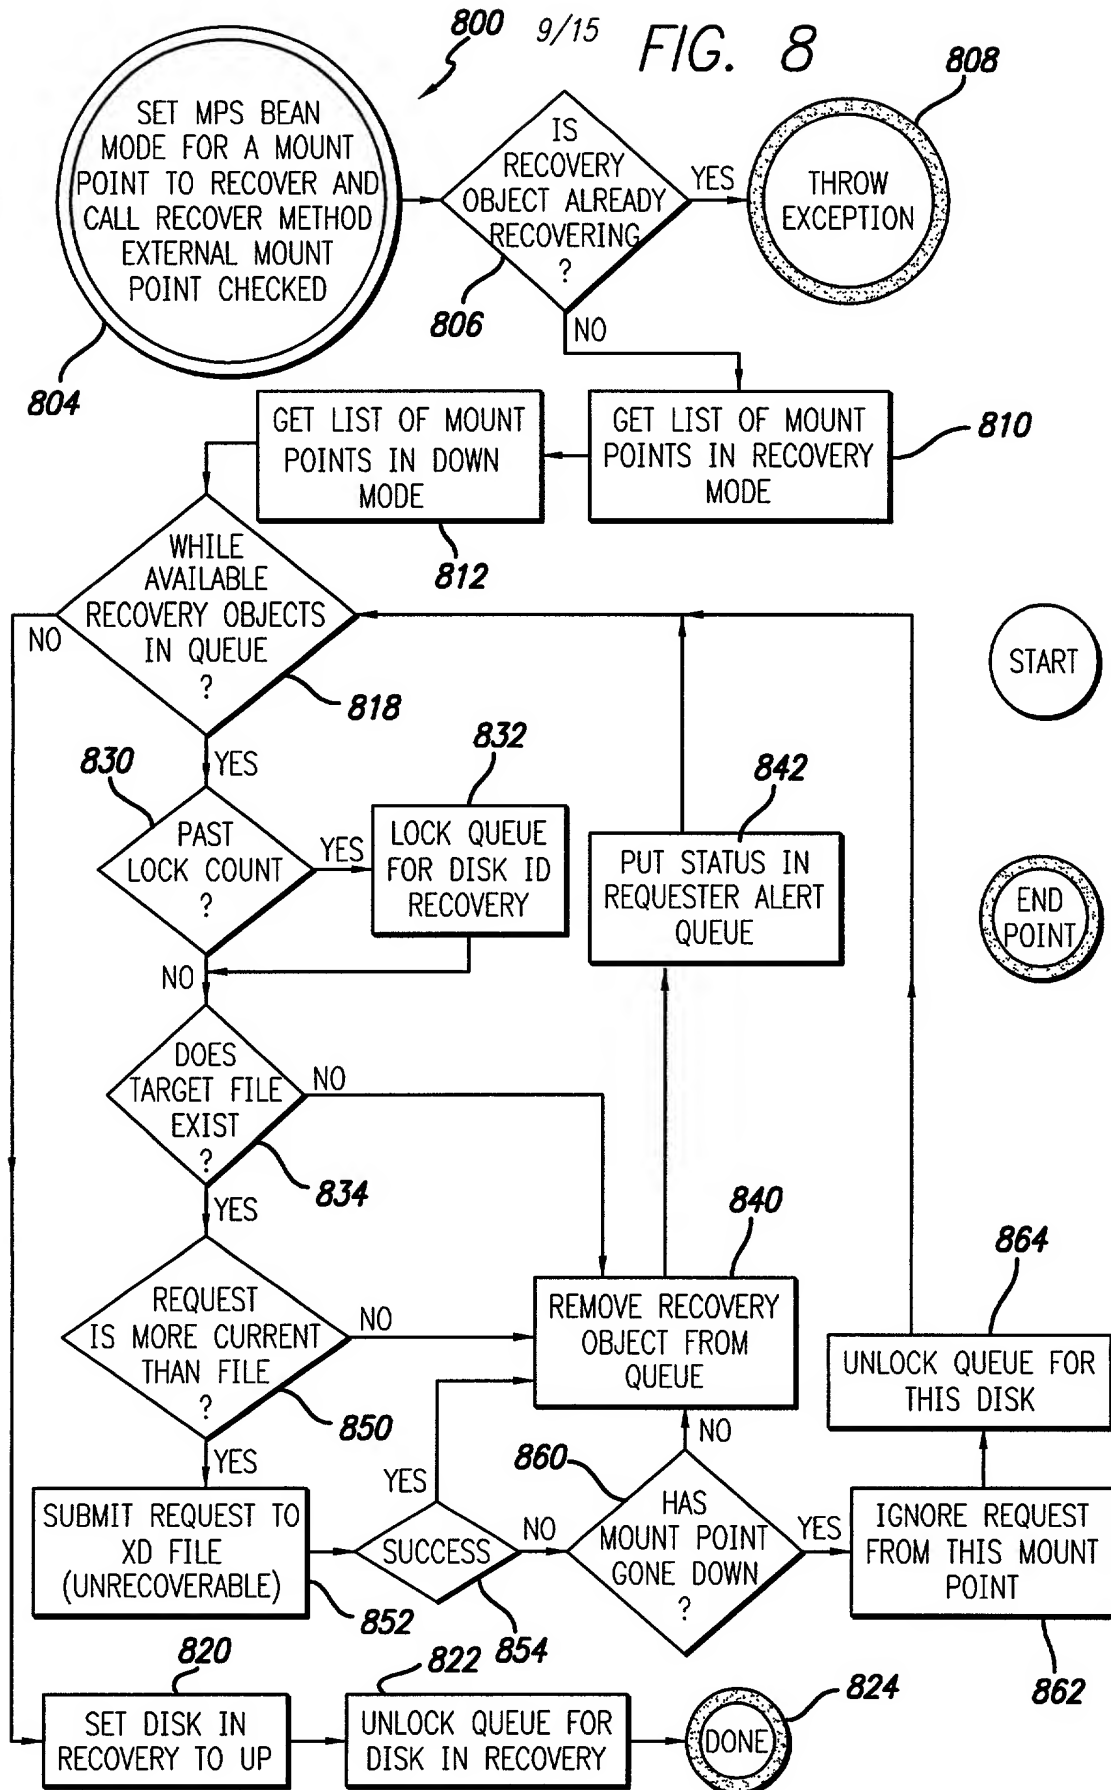 800
9/15
FIG. 8
808
SET MPS BEAN
MODE FOR A MOUNT
POINT TO RECOVER AND
CALL RECOVER METHOD
EXTERNAL MOUNT
POINT CHECKED
804
IS
RECOVERY
OBJECT ALREADY
RECOVERING
?
806
YES
THROW
EXCEPTION
NO
GET LIST OF MOUNT
POINTS IN DOWN
MODE
812
GET LIST OF MOUNT
POINTS IN RECOVERY
MODE
810
WHILE
AVAILABLE
RECOVERY OBJECTS
IN QUEUE
?
818
NO
YES
START
830
PAST
LOCK COUNT
?
YES
832
LOCK QUEUE
FOR DISK ID
RECOVERY
842
PUT STATUS IN
REQUESTER ALERT
QUEUE
END
POINT
NO
DOES
TARGET FILE
EXIST
?
834
NO
YES
840
REMOVE RECOVERY
OBJECT FROM
QUEUE
864
UNLOCK QUEUE FOR
THIS DISK
REQUEST
IS MORE CURRENT
THAN FILE
?
850
NO
YES
SUBMIT REQUEST TO
XD FILE
(UNRECOVERABLE)
852
YES
SUCCESS
854
NO
860
NO
HAS
MOUNT POINT
GONE DOWN
?
YES
IGNORE REQUEST
FROM THIS MOUNT
POINT
862
820
SET DISK IN
RECOVERY TO UP
822
UNLOCK QUEUE FOR
DISK IN RECOVERY
824
DONE